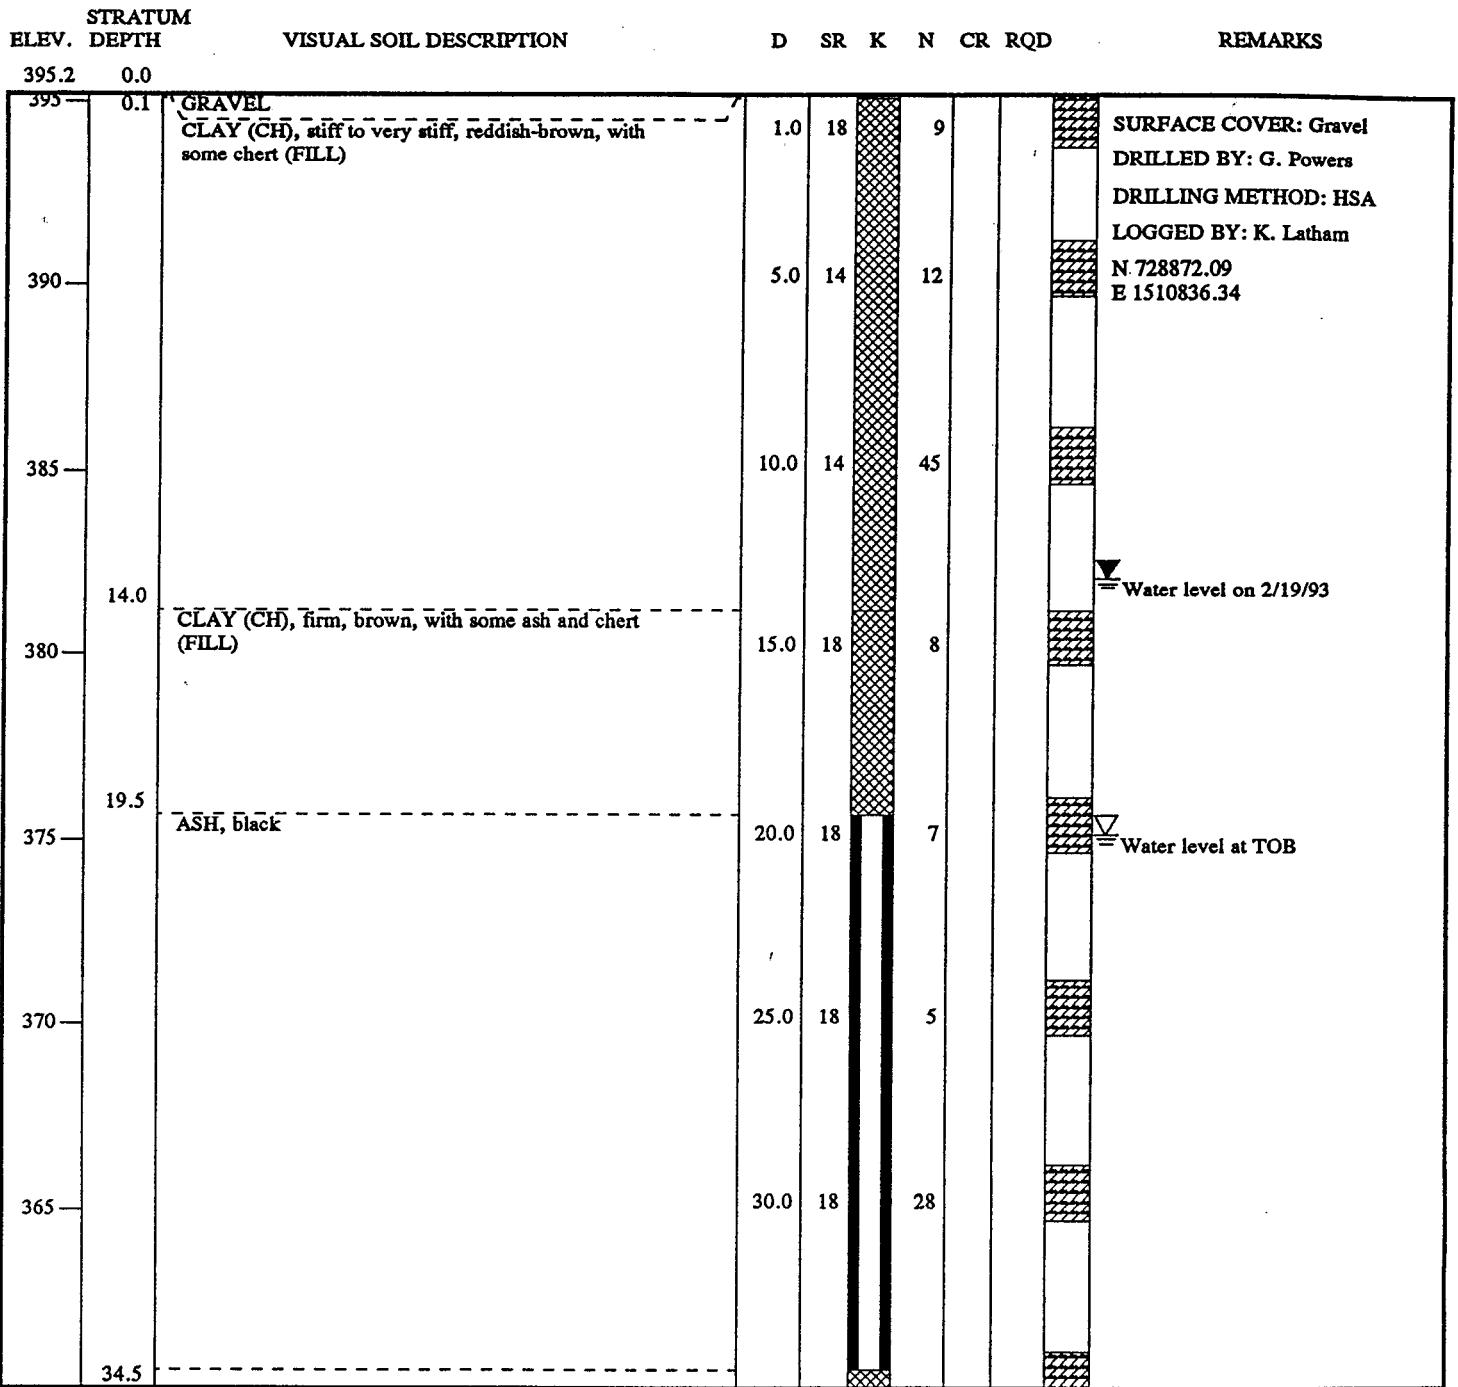 STRATUM
ELEV. DEPTH VISUAL SOIL DESCRIPTION D SR K N CR RQD REMARKS
395.2 0.0
395 0.1 GRAVEL
CLAY (CH), stiff to very stiff, reddish-brown, with 1.0 18 9 SURFACE COVER: Gravel
some chert (FILL)
DRILLED BY: G. Powers
DRILLING METHOD: HSA
LOGGED BY: K. Latham
390 5.0 14 12 N 728872.09
E 1510836.34
385 10.0 14 45
Water level on 2/19/93
14.0
CLAY (CH), firm, brown, with some ash and chert
(FILL)
380 15.0 18 8
19.5
ASH, black
375 20.0 18 7
Water level at TOB
370 25.0 18 5
365 30.0 18 28
34.5